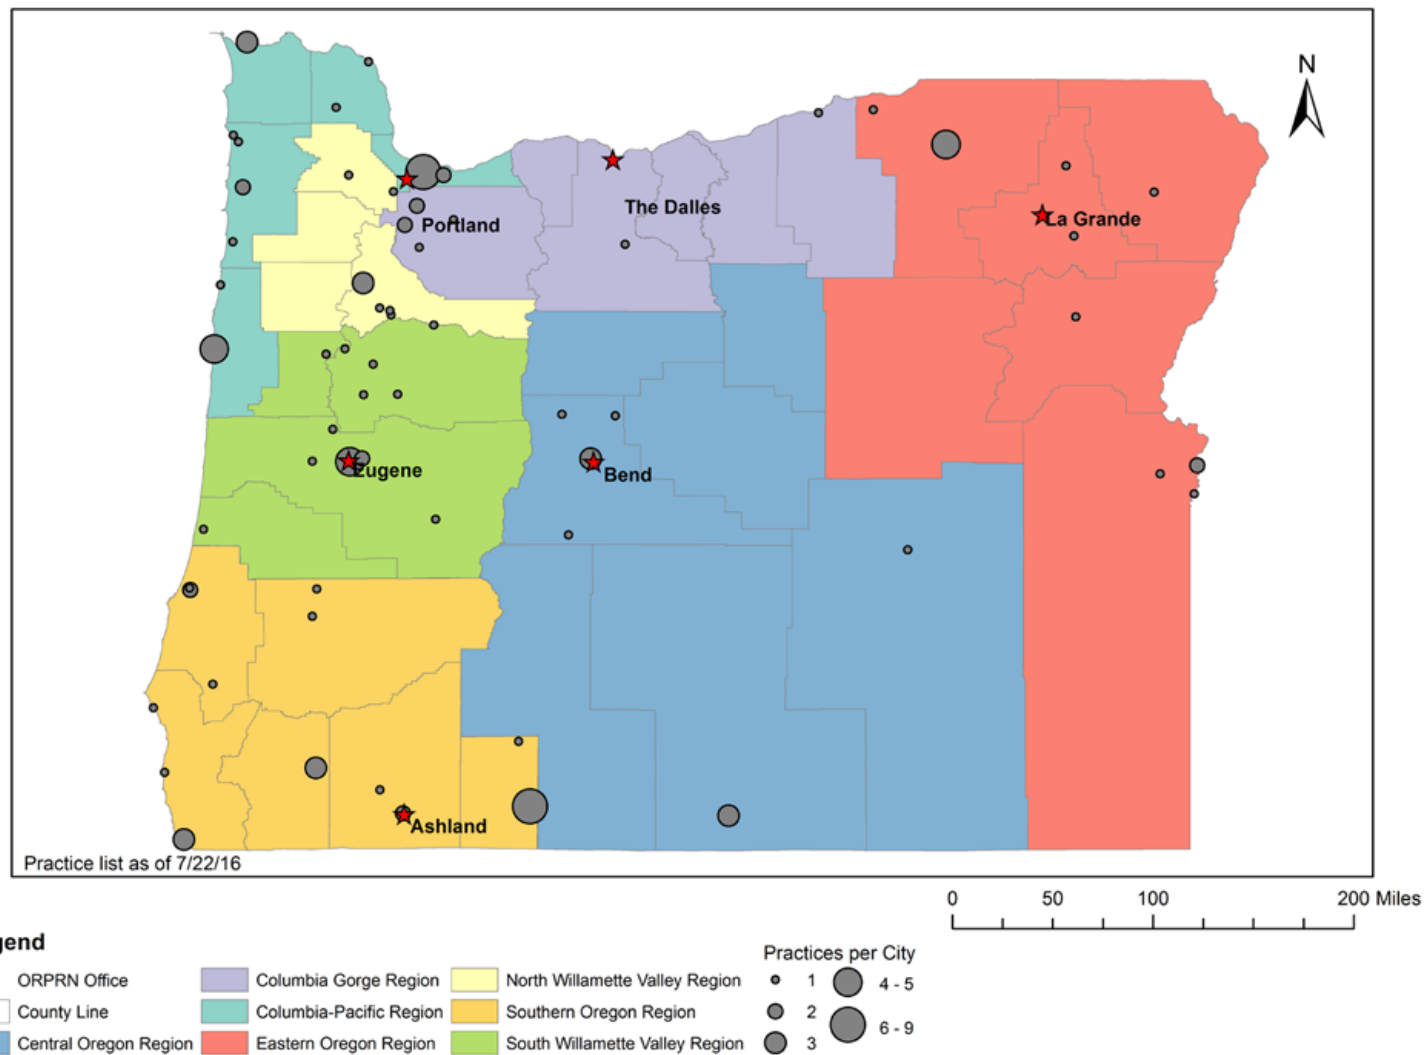 N
The Dalles
Portland
La Grande
Eugene
Bend
Ashland
Practice list as of 7/22/16
0 50 100 200 Miles
gend
Practices per City
ORPRN Office
Columbia Gorge Region
North Willamette Valley Region
1
4 - 5
County Line
Columbia-Pacific Region
Southern Oregon Region
2
6 - 9
Central Oregon Region
Eastern Oregon Region
South Willamette Valley Region
3